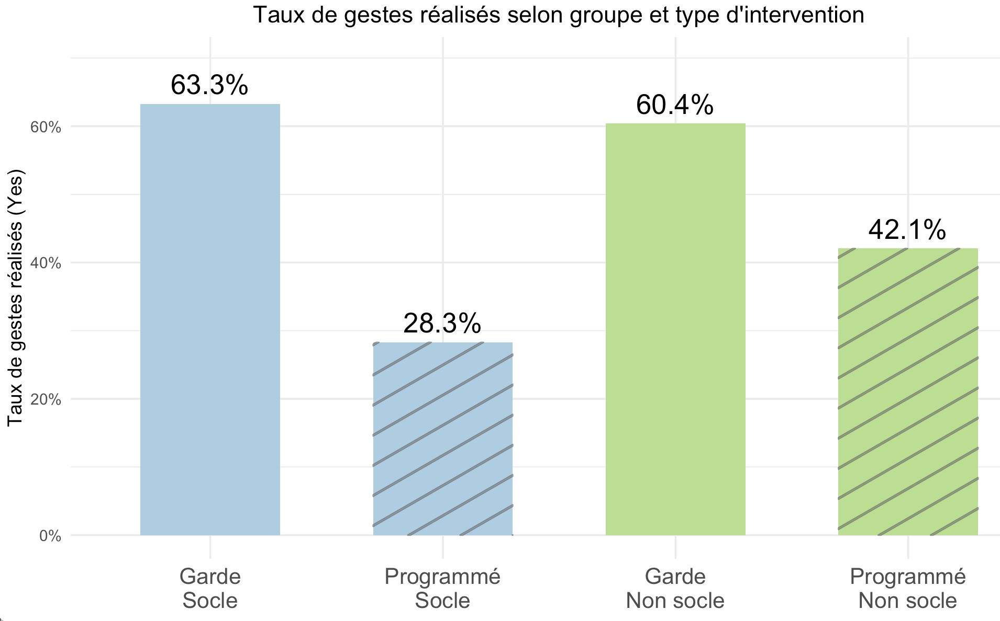 Taux de gestes réalisés selon groupe et type d'intervention
Taux de gestes réalisés (Yes)
60%
40%
20%
0%
63.3%
28.3%
60.4%
42.1%
Garde
Socle
Programmé
Socle
Garde
Non socle
Programmé
Non socle